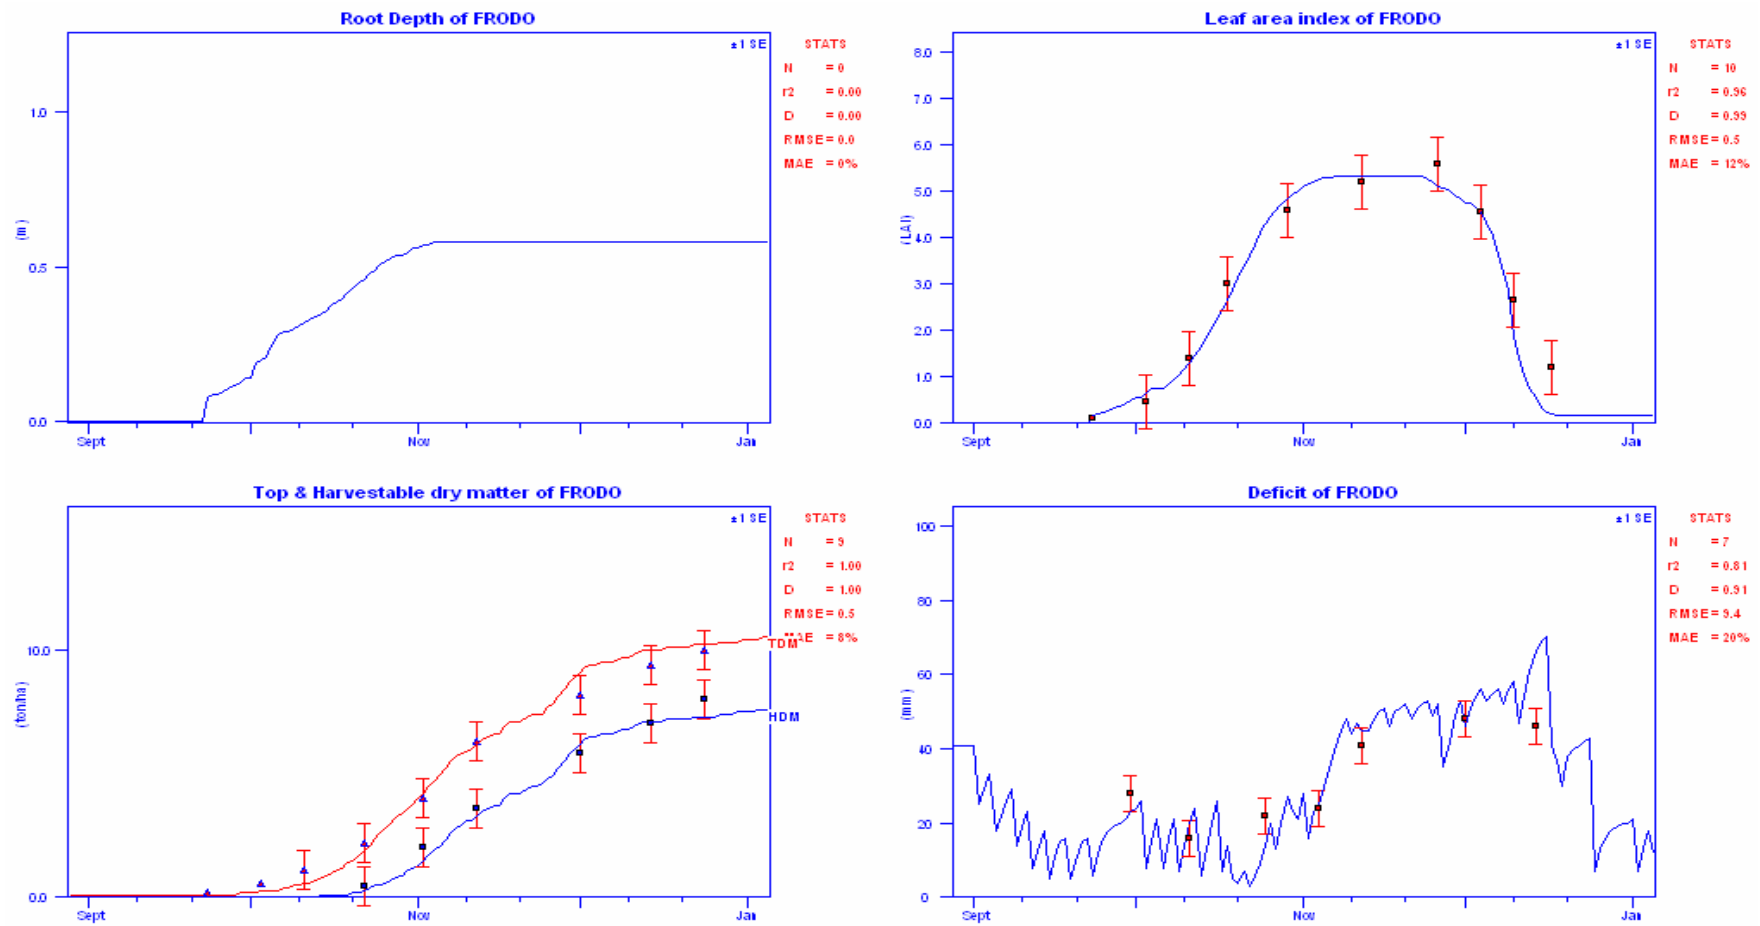 Root Depth of FRODO
±1 SE
STATS
N = 0
r2 = 0.00
D = 0.00
RMSE = 0.0
MAE = 0%
1.0
(m)
0.5
0.0
Sept
Nov
Jan
Leaf area index of FRODO
±1 SE
STATS
N = 10
r2 = 0.96
D = 0.99
RMSE = 0.5
MAE = 12%
8.0
7.0
6.0
5.0
(LAI)
4.0
3.0
2.0
1.0
0.0
Sept
Nov
Jan
Top & Harvestable dry matter of FRODO
±1 SE
STATS
N = 9
r2 = 1.00
D = 1.00
RMSE = 0.5
MAE = 8%
TDM
10.0
(ton/ha)
HDM
0.0
Sept
Nov
Jan
Deficit of FRODO
±1 SE
STATS
N = 7
r2 = 0.81
D = 0.91
RMSE = 9.4
MAE = 20%
100
80
60
(mm)
40
20
0
Sept
Nov
Jan